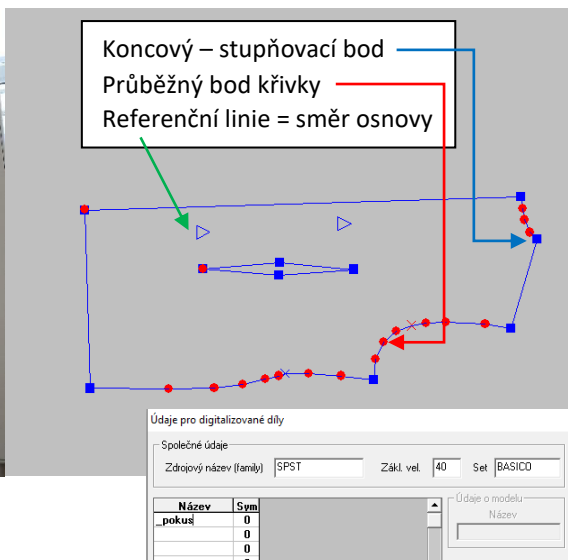 Koncový – stupňovací bod
Průběžný bod křivky
Referenční linie = směr osnovy
Údaje pro digitalizované díly
Společné údaje
Zdrojový název (family) SPST Zákl. vel. 40 Set BASICO
Údaje o modelu
Název Sym
Název
_pokus 0
0
0